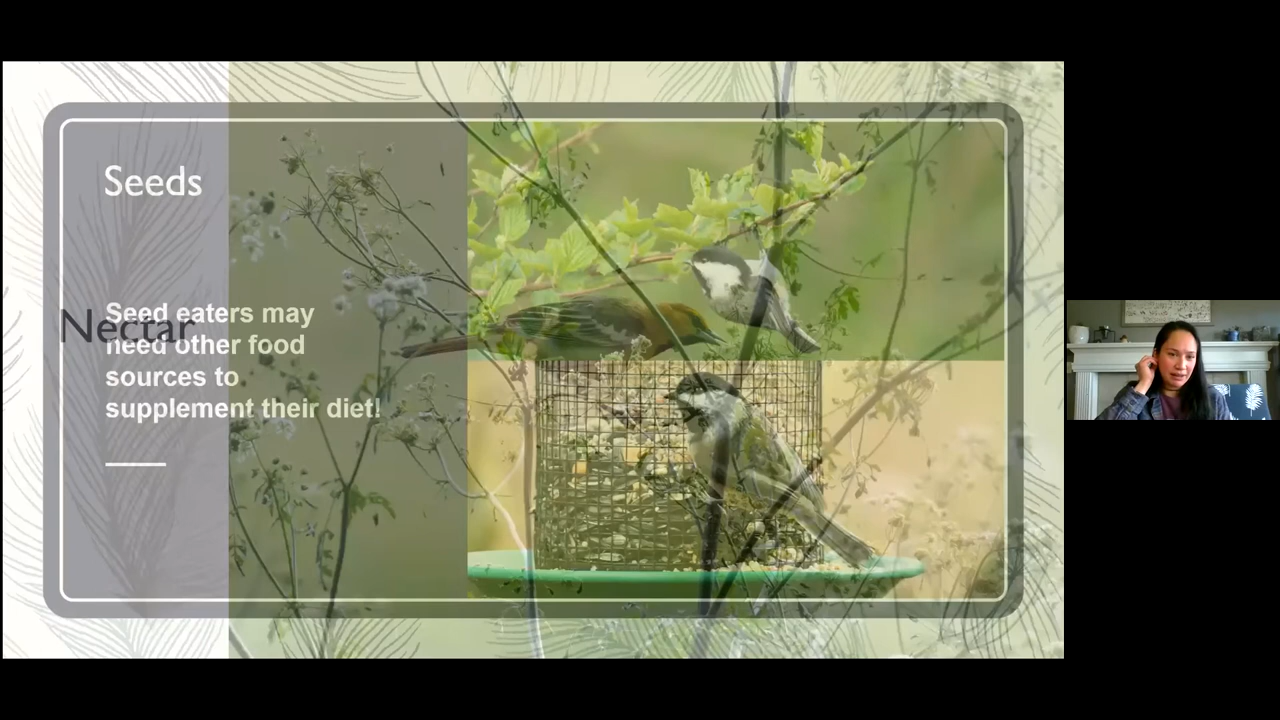 Seeds
Seed eaters may
Nectar
need other food
sources to
supplement their diet!